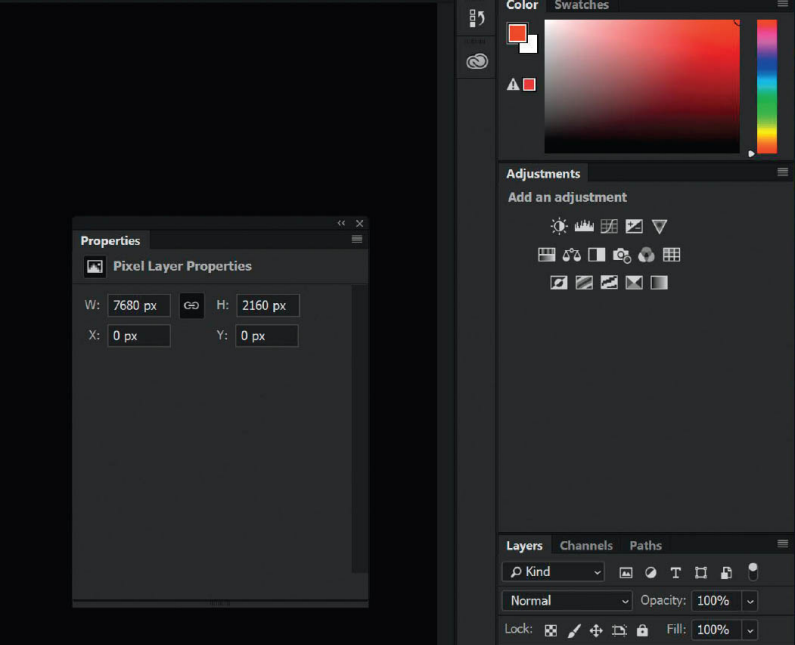 Color Swatches
Adjustments
Add an adjustment
Properties
Pixel Layer Properties
W: 7680 px H: 2160 px
X: 0 px Y: 0 px
Layers Channels Paths
Kind
Normal Opacity: 100%
Lock: Fill: 100%